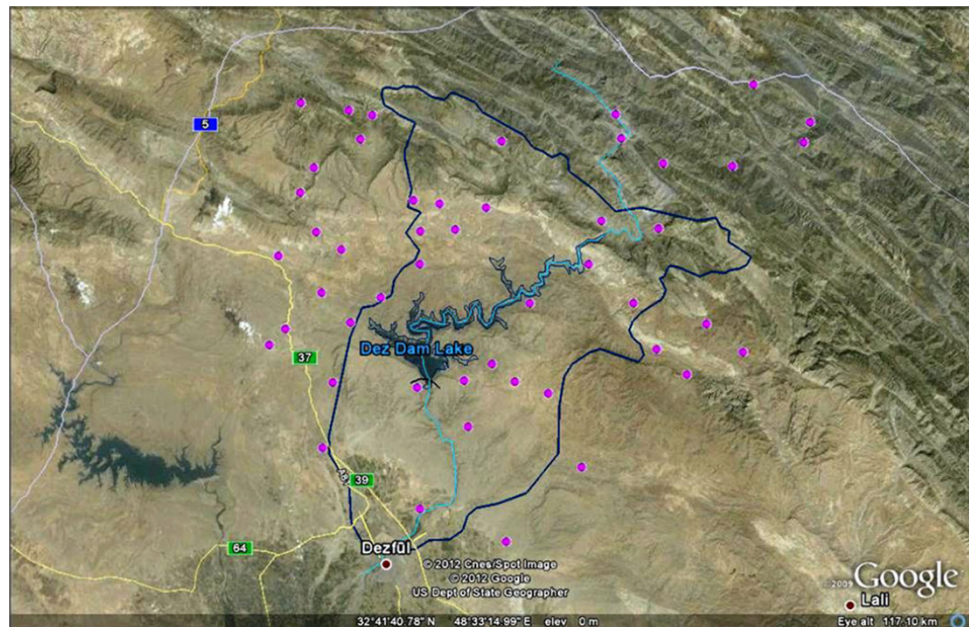 5
37
Dez Dam Lake
39
64
Dezfūl
© 2012 Cnes/Spot Image
© 2012 Google
US Dept of State Geographer
©2009
Google
Lali
32°41'40.78" N 48°33'14.99" E elev 0 m
Eye alt 117.10 km